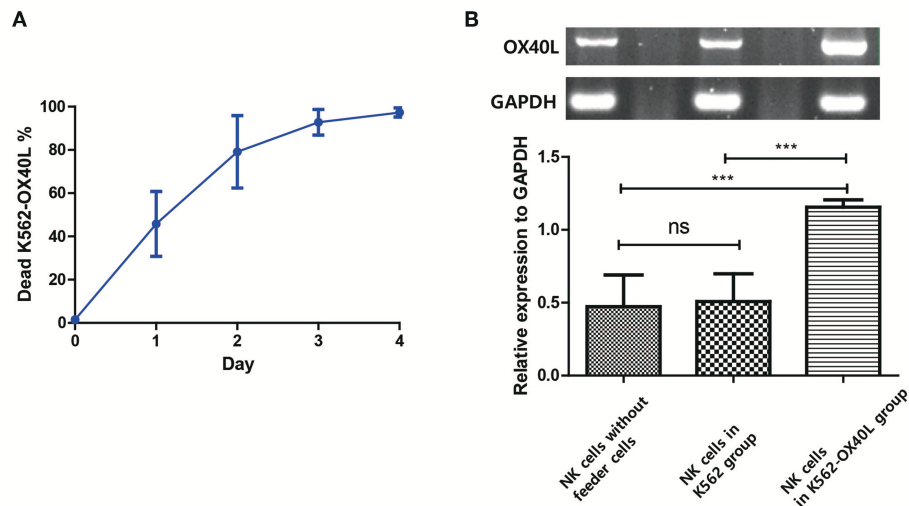 A
Dead K562-OX40L %
100
80
60
40
20
0
0 1 2 3 4
Day
B
OX40L
GAPDH
Relative expression to GAPDH
1.5
1.0
0.5
0.0
ns
***
***
NK cells without
feeder cells
NK cells in
K562 group
NK cells
in K562-OX40L group